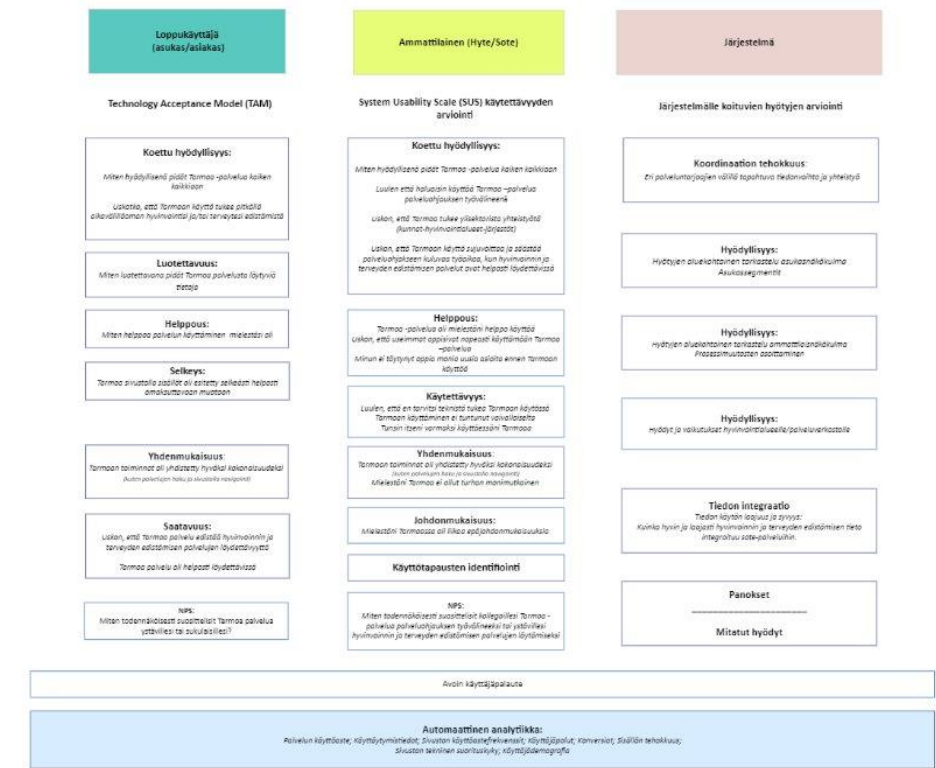 Loppukäyttäjä
(asukas/asiakas)
Technology Acceptance Model (TAM)
Koettu hyödyllisyys:
Miten hyödyllisenä pidät Tarmoa -palvelua kaiken
kaikkiaan
Uskotko, että Tarmoan käyttö tukee pitkällä
aikavälillä oman hyvinvointisi ja/tai terveytesi edistämistä
Luotettavuus:
Miten luotettavana pidät Tarmoa palvelusta löytyviä
tietoja
Helppous:
Miten helppoa palvelun käyttäminen mielestäsi oli
Selkeys:
Tarmoa sivustolla sisällöt oli esitetty selkeästi helposti
omaksuttavaan muotoon
Yhdenmukaisuus:
Tarmoan toiminnot oli yhdistetty hyväksi kokonaisuudeksi
(kuten palvelujen haku ja sivustolla navigointi)
Saatavuus:
Uskon, että Tarmoa palvelu edistää hyvinvoinnin ja
terveyden edistämisen palvelujen löydettävyyttä
Tarmoa palvelu oli helposti löydettävissä
NPS:
Miten todennäköisesti suosittelisit Tarmoa palvelua
ystävillesi tai sukulaisillesi?
Ammattilainen (Hyte/Sote)
System Usability Scale (SUS) käytettävyyden
arviointi
Koettu hyödyllisyys:
Miten hyödyllisenä pidät Tarmoa -palvelua kaiken kaikkiaan
Luulen että haluaisin käyttää Tarmoa –palvelua
palveluohjauksen työvälineenä
Uskon, että Tarmoa tukee ylisektorista yhteistyötä
(kunnat-hyvinvointialueet-järjestöt)
Uskon, että Tarmoan käyttö sujuvoittaa ja säästää
palveluohjaukseen kuluvaa työaikaa, kun hyvinvoinnin ja
terveyden edistämisen palvelut ovat helposti löydettävissä
Helppous:
Tarmoa -palvelua oli mielestäni helppo käyttää
Uskon, että useimmat oppisivat nopeasti käyttämään Tarmoa
–palvelua
Minun ei täytynyt oppia monia uusia asioita ennen Tarmoan
käyttöä
Käytettävyys:
Luulen, että en tarvitsi teknistä tukea Tarmoan käytössä
Tarmoan käyttäminen ei tuntunut vaivalloiselta
Tunsin itseni varmaksi käyttäessäni Tarmoaa
Yhdenmukaisuus:
Tarmoan toiminnot oli yhdistetty hyväksi kokonaisuudeksi
(kuten palvelujen haku ja sivustolla navigointi)
Mielestäni Tarmoa ei ollut turhan monimutkainen
Johdonmukaisuus:
Mielestäni Tarmoassa oli liikaa epäjohdonmukaisuuksia
Käyttötapausten identifiointi
NPS:
Miten todennäköisesti suosittelisit kollegoillesi Tarmoa -
palvelua palveluohjauksen työvälineeksi tai ystävillesi
hyvinvoinnin ja terveyden edistämisen palvelujen löytämiseksi
Järjestelmä
Järjestelmälle koituvien hyötyjen arviointi
Koordinaation tehokkuus:
Eri palveluntarjoajien välillä tapahtuva tiedonvaihto ja yhteistyö
Hyödyllisyys:
Hyötyjen aluekohtainen tarkastelu asukasnäkökulma
Asukassegmentit
Hyödyllisyys:
Hyötyjen aluekohtainen tarkastelu ammattilaisnäkökulma
Prosessimuutosten osoittaminen
Hyödyllisyys:
Hyödyt ja vaikutukset hyvinvointialueelle/palveluverkostolle
Tiedon integraatio
Tiedon käytön laajuus ja syvyys:
Kuinka hyvin ja laajasti hyvinvoinnin ja terveyden edistämisen tieto
integroituu sote-palveluihin.
Panokset
Mitatut hyödyt
Avoin käyttäjäpalaute
Automaattinen analytiikka:
Palvelun käyttöaste; Käyttäytymistiedot; Sivuston käyttöastefrekvenssit; Käyttäjäpolut; Konversiot; Sisällön tehokkuus;
Sivuston tekninen suorituskyky; Käyttäjädemografia